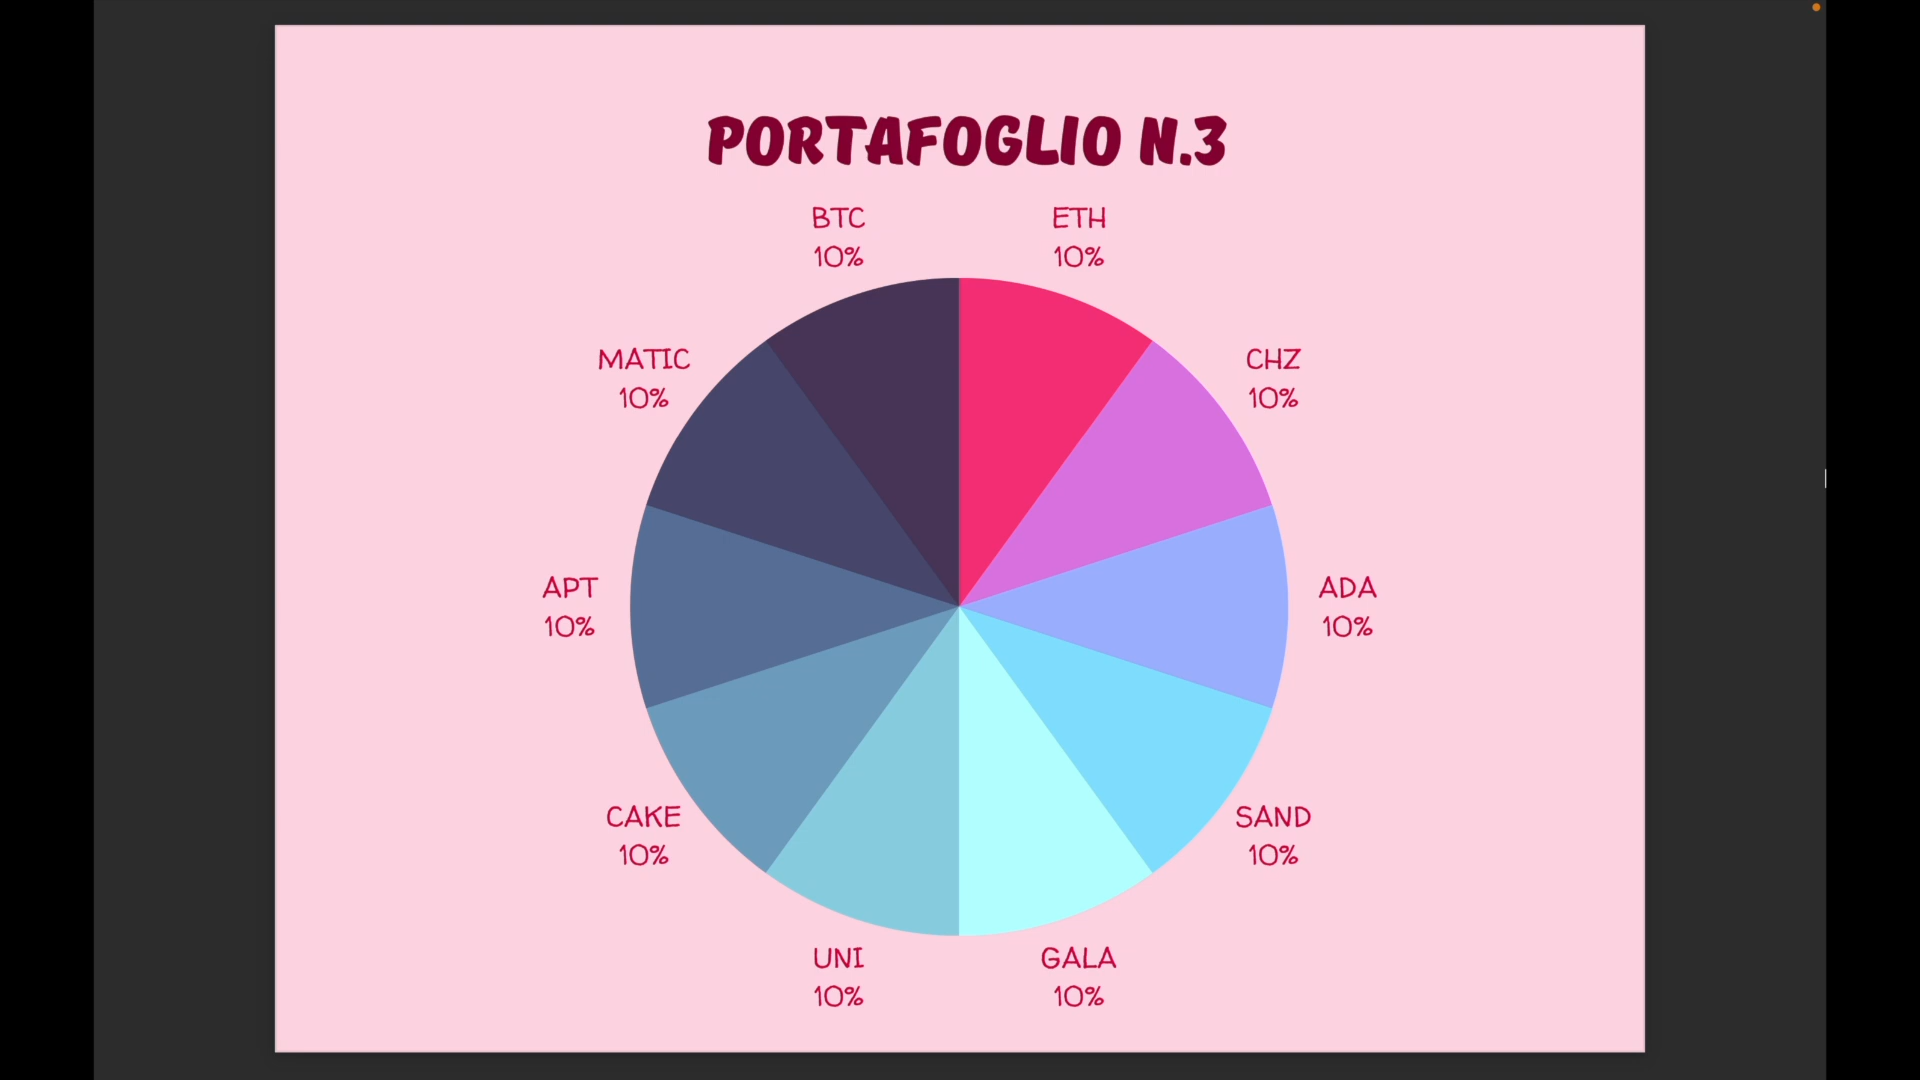 PORTAFOGLIO N.3
BTC
10%
ETH
10%
MATIC
10%
CHZ
10%
APT
10%
ADA
10%
CAKE
10%
SAND
10%
UNI
10%
GALA
10%